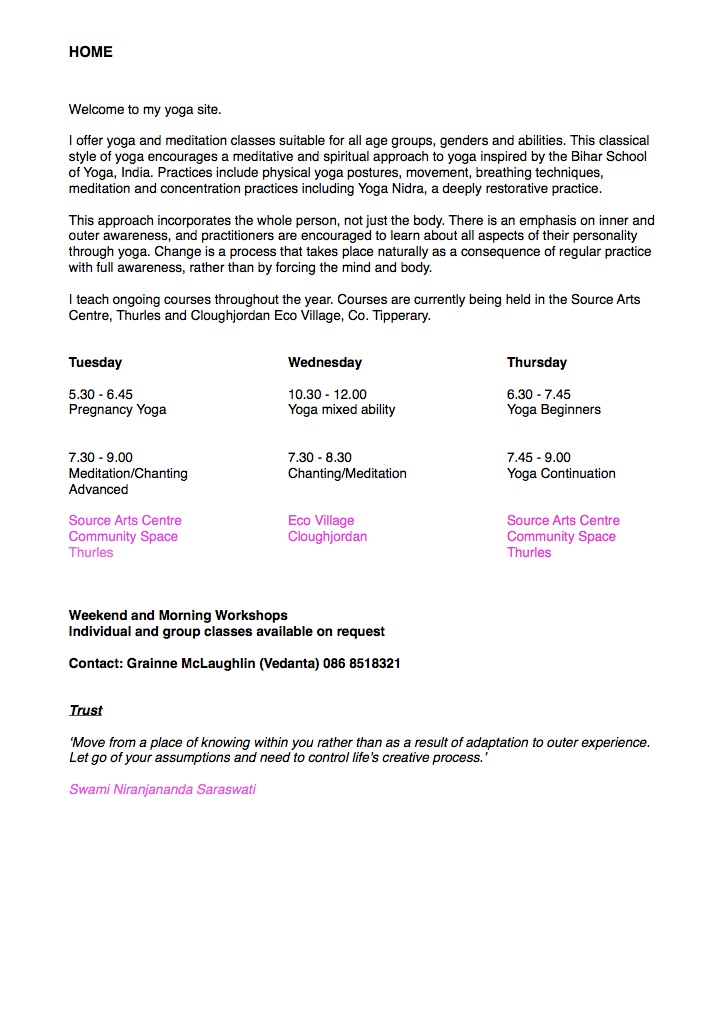 HOME
Welcome to my yoga site.
I offer yoga and meditation classes suitable for all age groups, genders and abilities. This classical
style of yoga encourages a meditative and spiritual approach to yoga inspired by the Bihar School
of Yoga, India. Practices include physical yoga postures, movement, breathing techniques,
meditation and concentration practices including Yoga Nidra, a deeply restorative practice.
This approach incorporates the whole person, not just the body. There is an emphasis on inner and
outer awareness, and practitioners are encouraged to learn about all aspects of their personality
through yoga. Change is a process that takes place naturally as a consequence of regular practice
with full awareness, rather than by forcing the mind and body.
I teach ongoing courses throughout the year. Courses are currently being held in the Source Arts
Centre, Thurles and Cloughjordan Eco Village, Co. Tipperary.
Tuesday
5.30 - 6.45
Pregnancy Yoga
7.30 - 9.00
Meditation/Chanting
Advanced
Source Arts Centre
Community Space
Thurles
Wednesday
10.30 - 12.00
Yoga mixed ability
7.30 - 8.30
Chanting/Meditation
Eco Village
Cloughjordan
Thursday
6.30 - 7.45
Yoga Beginners
7.45 - 9.00
Yoga Continuation
Source Arts Centre
Community Space
Thurles
Weekend and Morning Workshops
Individual and group classes available on request
Contact: Grainne McLaughlin (Vedanta) 086 8518321
Trust
‘Move from a place of knowing within you rather than as a result of adaptation to outer experience.
Let go of your assumptions and need to control life’s creative process.’
Swami Niranjananda Saraswati